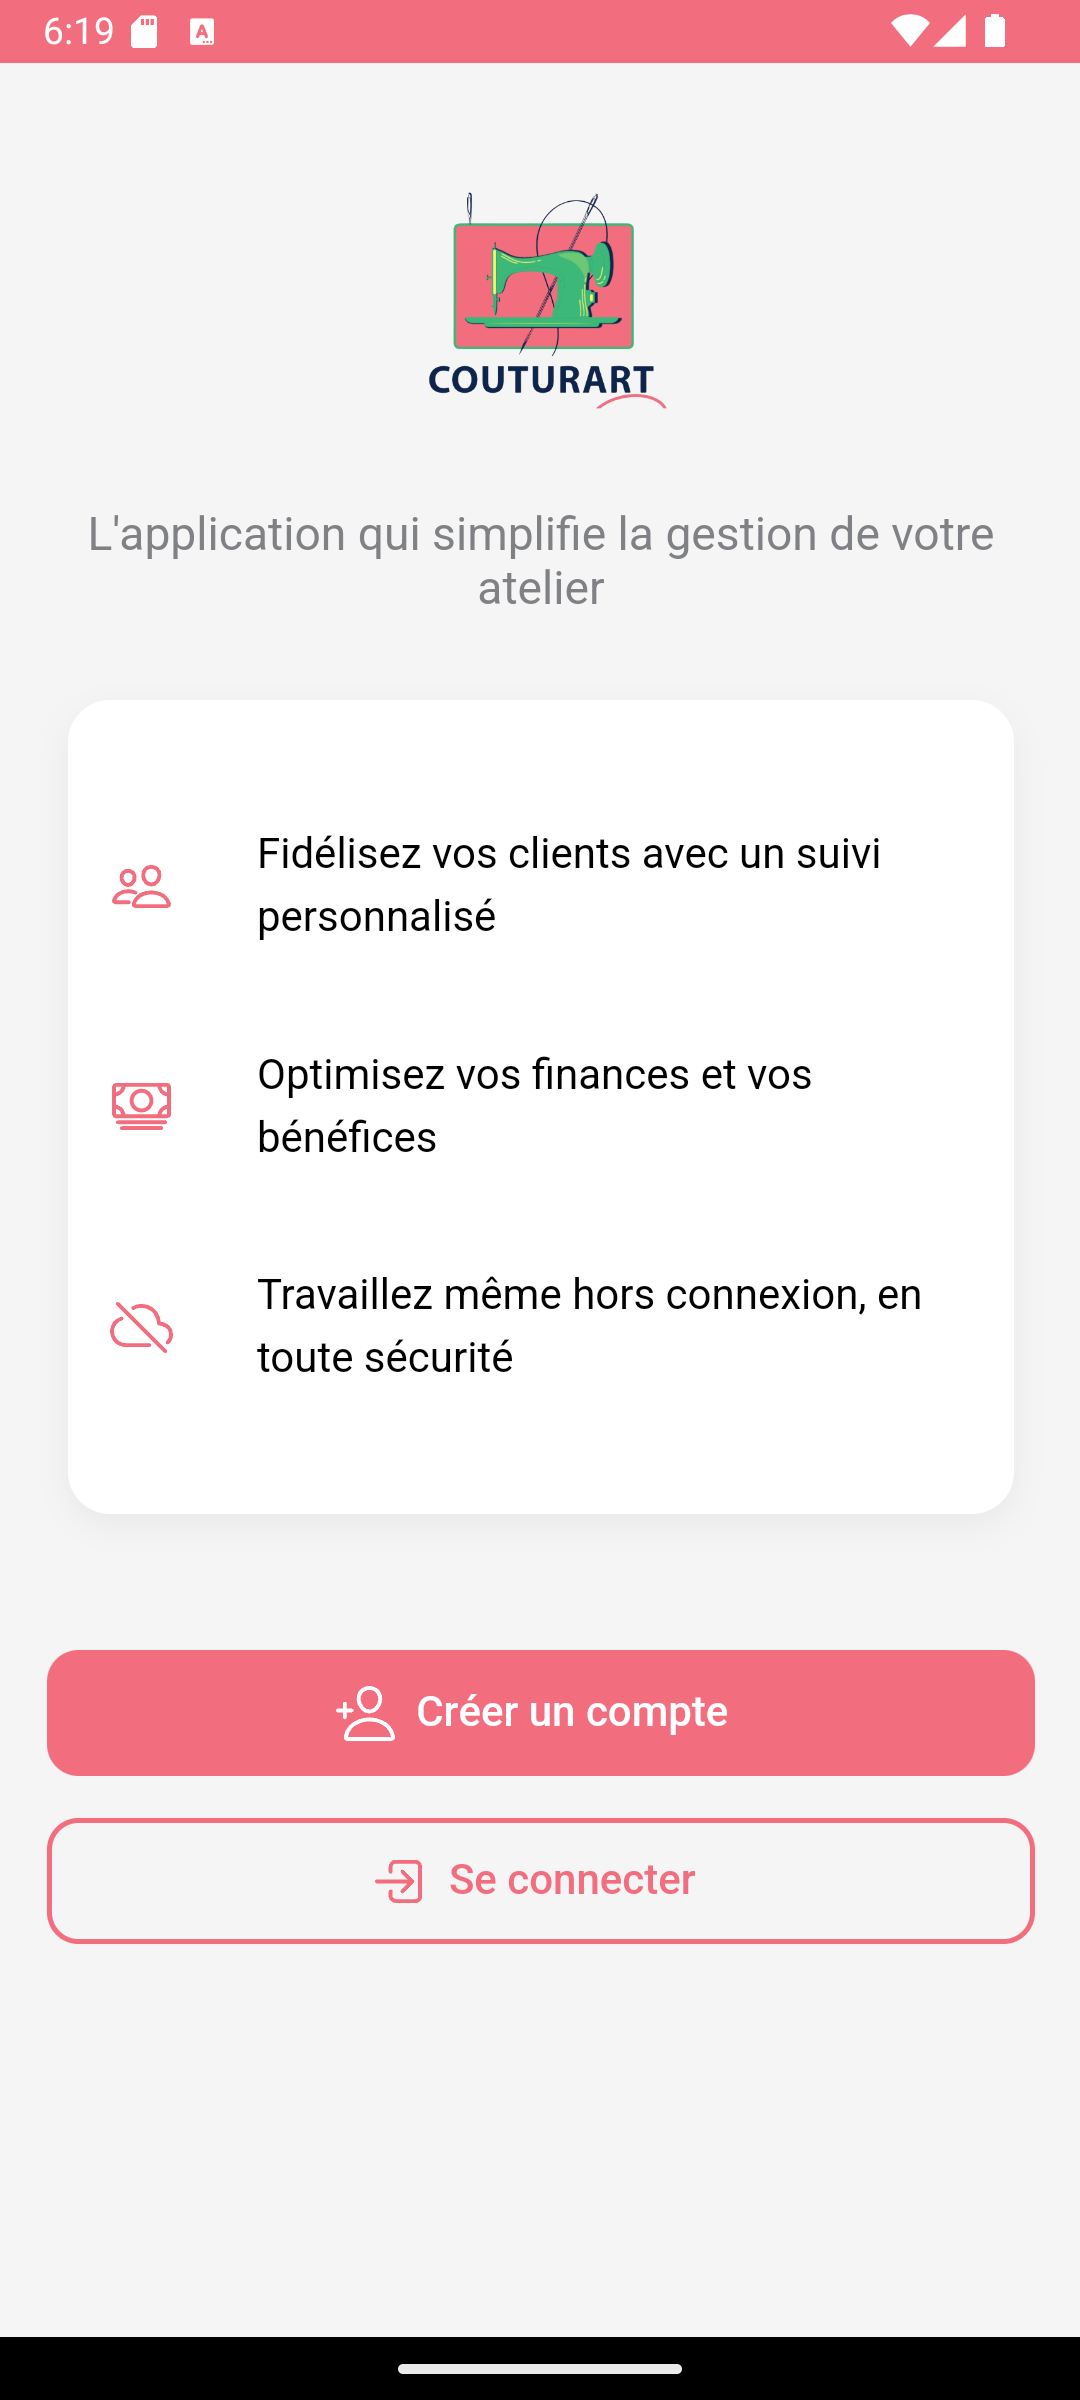 6:19
A
COUTURART
L'application qui simplifie la gestion de votre
atelier
Fidélisez vos clients avec un suivi
personnalisé
Optimisez vos finances et vos
bénéfices
Travaillez même hors connexion, en
toute sécurité
Créer un compte
Se connecter